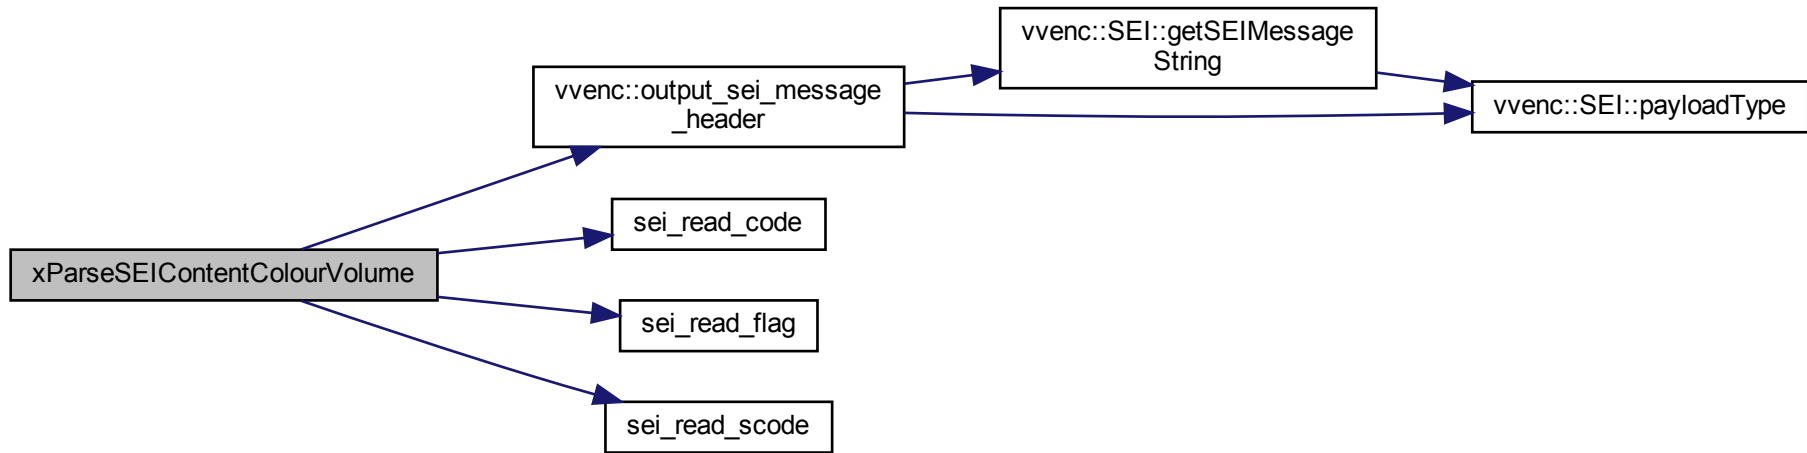 vvenc::SEI::getSEIMessage
String
vvenc::output_sei_message
_header
vvenc::SEI::payloadType
sei_read_code
xParseSEIContentColourVolume
sei_read_flag
sei_read_scode